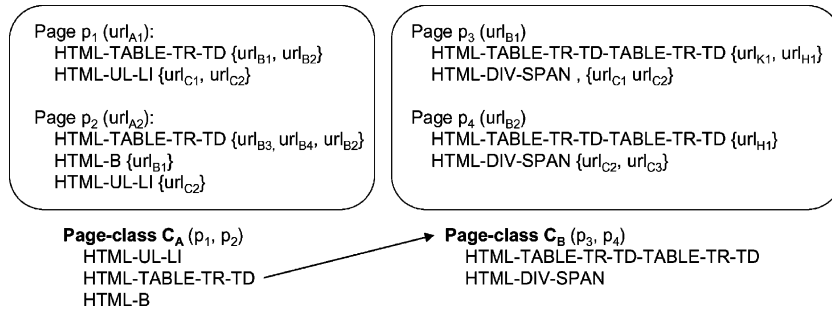 Page p1 (urlA1):
HTML-TABLE-TR-TD {urlB1, urlB2}
HTML-UL-LI {urlC1, urlC2}
Page p2 (urlA2):
HTML-TABLE-TR-TD {urlB3, urlB4, urlB2}
HTML-B {urlB1}
HTML-UL-LI {urlC2}
Page p3 (urlB1)
HTML-TABLE-TR-TD-TABLE-TR-TD {urlK1, urlH1}
HTML-DIV-SPAN , {urlC1 urlC2}
Page p4 (urlB2)
HTML-TABLE-TR-TD-TABLE-TR-TD {urlH1}
HTML-DIV-SPAN {urlC2, urlC3}
Page-class CA (p1, p2)
HTML-UL-LI
HTML-TABLE-TR-TD
HTML-B
Page-class CB (p3, p4)
HTML-TABLE-TR-TD-TABLE-TR-TD
HTML-DIV-SPAN